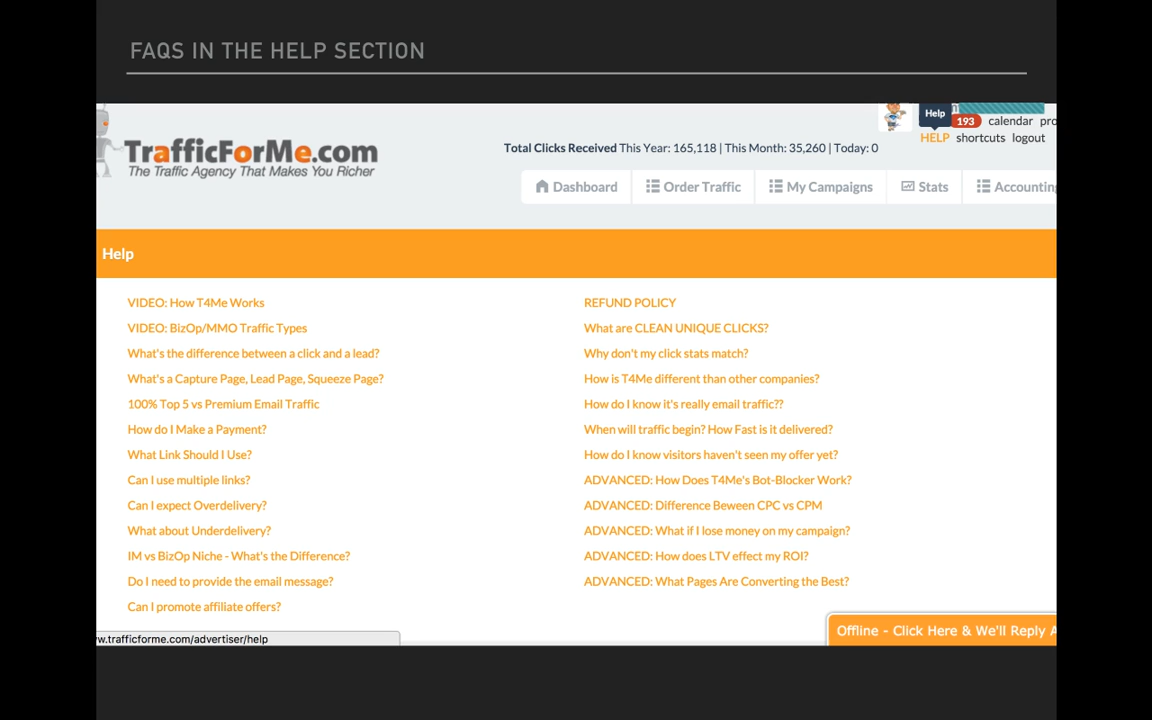 FAQS IN THE HELP SECTION
Help
193 calendar
HELP shortcuts logout
TrafficForMe.com
The Traffic Agency That Makes You Richer
Total Clicks Received This Year: 165,118 | This Month: 35,260 | Today: 0
Dashboard Order Traffic My Campaigns Stats Accounting
Help
VIDEO: How T4Me Works
VIDEO: BizOp/MMO Traffic Types
What's the difference between a click and a lead?
What's a Capture Page, Lead Page, Squeeze Page?
100% Top 5 vs Premium Email Traffic
How do I Make a Payment?
What Link Should I Use?
Can I use multiple links?
Can I expect Overdelivery?
What about Underdelivery?
IM vs BizOp Niche - What's the Difference?
Do I need to provide the email message?
Can I promote affiliate offers?
REFUND POLICY
What are CLEAN UNIQUE CLICKS?
Why don't my click stats match?
How is T4Me different than other companies?
How do I know it's really email traffic??
When will traffic begin? How Fast is it delivered?
How do I know visitors haven't seen my offer yet?
ADVANCED: How Does T4Me's Bot-Blocker Work?
ADVANCED: Difference Beween CPC vs CPM
ADVANCED: What if I lose money on my campaign?
ADVANCED: How does LTV effect my ROI?
ADVANCED: What Pages Are Converting the Best?
w.trafficforme.com/advertiser/help
Offline - Click Here & We'll Reply A